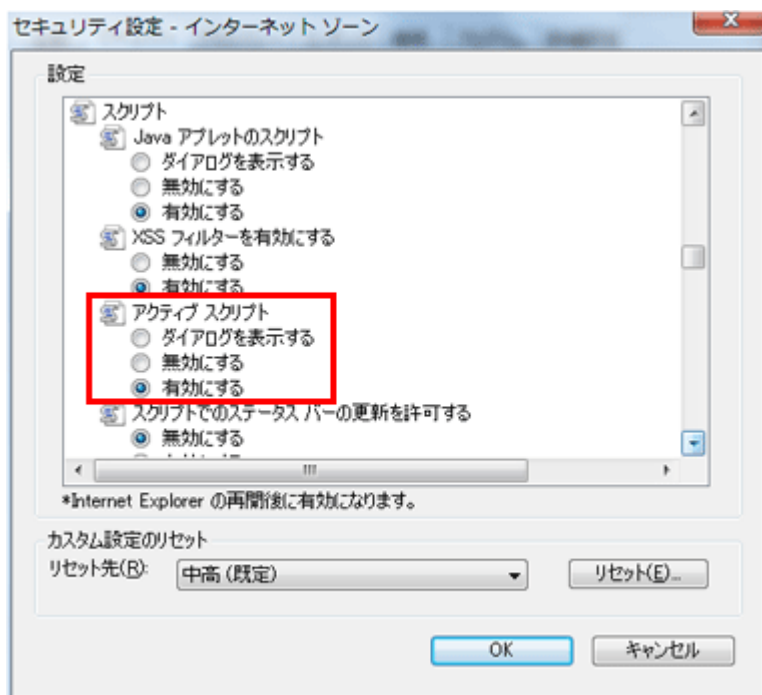 セキュリティ設定 - インターネット ゾーン
設定
スクリプト
Java アプレットのスクリプト
ダイアログを表示する
無効にする
有効にする
XSS フィルターを有効にする
無効にする
有効にする
アクティブ スクリプト
ダイアログを表示する
無効にする
有効にする
スクリプトでのステータス バーの更新を許可する
無効にする
*Internet Explorer の再開後に有効になります。
カスタム設定のリセット
リセット先(R): 中高 (既定) リセット(E)...
OK キャンセル